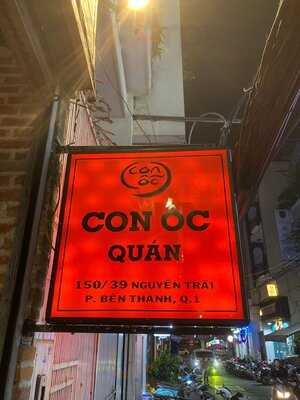 CON
ỐC
CON ỐC
QUÁN
150/39 NGUYỄN TRÃI
P. BẾN THÀNH, Q.1